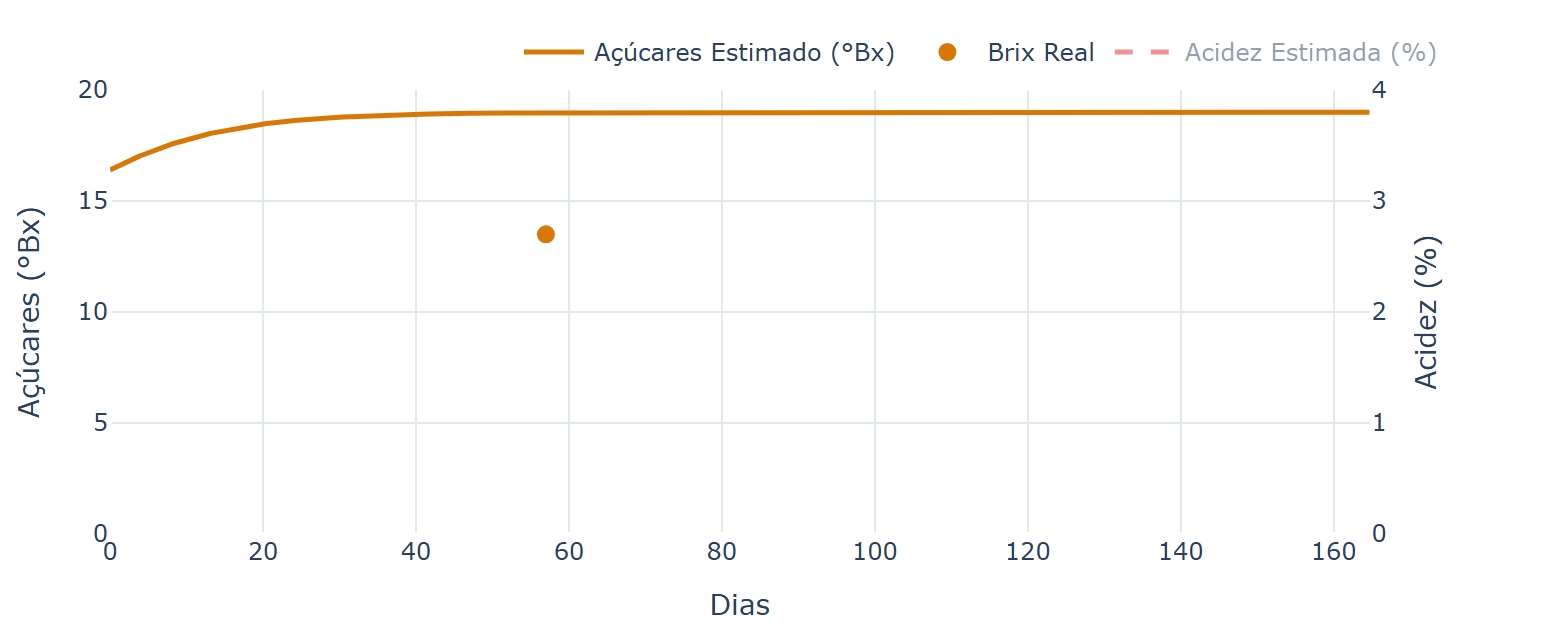 Açúcares Estimado (°Bx) Brix Real Acidez Estimada (%)
20 4
15 3
10 2
5 1
0 0
0 20 40 60 80 100 120 140 160
Açúcares (°Bx)
Acidez (%)
Dias